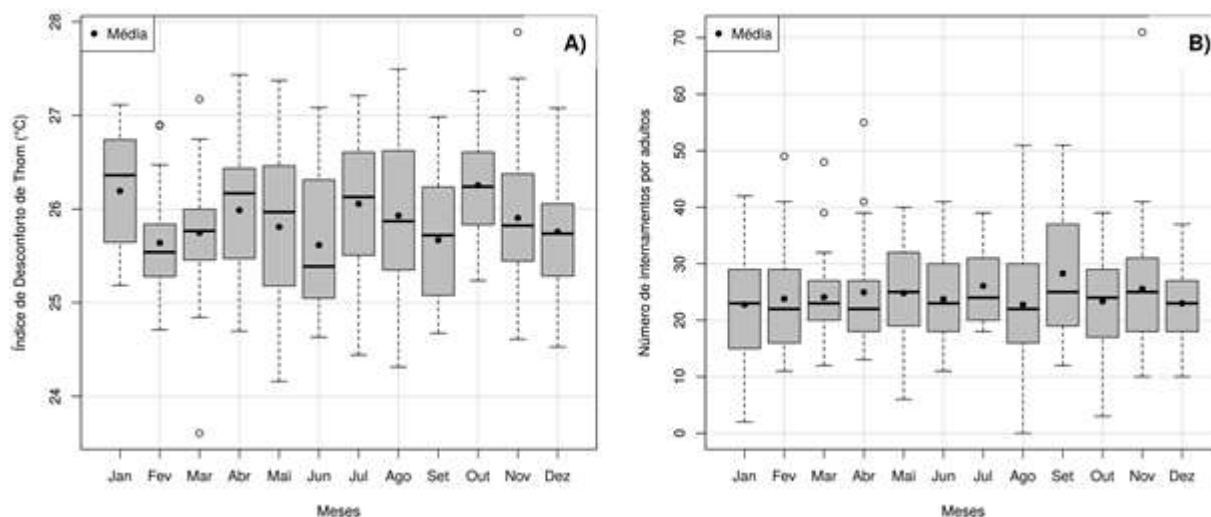 Média
A)
Índice de Desconforto de Thom (°C)
28
27
26
25
24
Jan Fev Mar Abr Mai Jun Jul Ago Set Out Nov Dez
Meses
Média
B)
Número de internamentos por adultos
70
60
50
40
30
20
10
0
Jan Fev Mar Abr Mai Jun Jul Ago Set Out Nov Dez
Meses